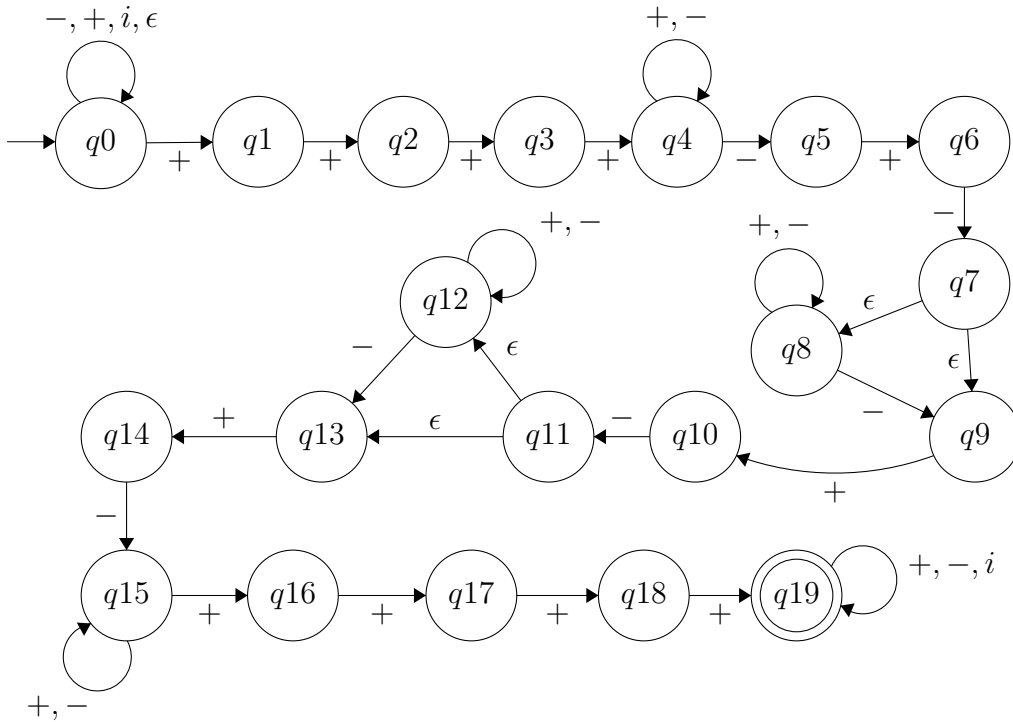 −, +, i, ϵ
+, −
q0
+
q1
+
q2
+
q3
+
q4
−
q5
+
q6
−
+, −
q12
+, −
q7
ϵ
ϵ
q8
−
ϵ
−
q14
+
q13
ϵ
q11
−
q10
+
q9
−
q15
+
q16
+
q17
+
q18
+
q19
+, −, i
+, −